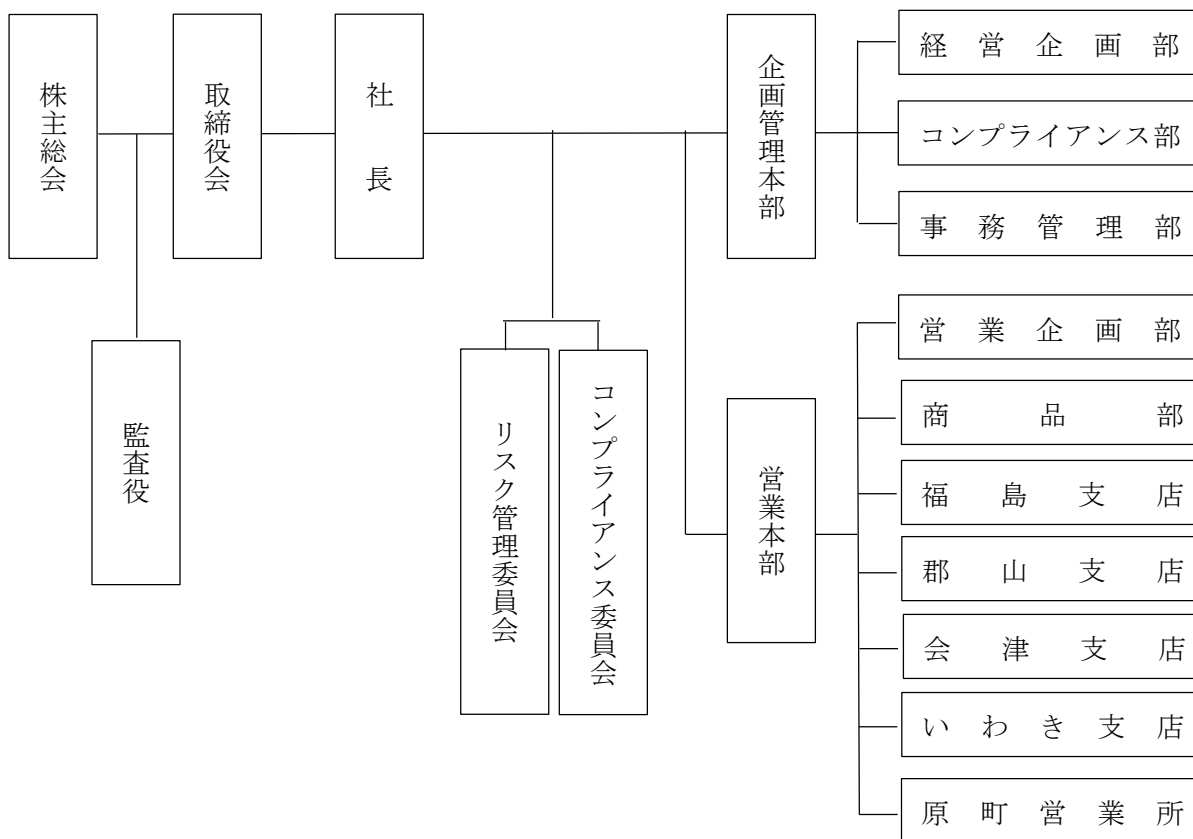 株主総会
取締役会
社長
監査役
リスク管理委員会
コンプライアンス委員会
企画管理本部
経営企画部
コンプライアンス部
事務管理部
営業本部
営業企画部
商品部
福島支店
郡山支店
会津支店
いわき支店
原町営業所